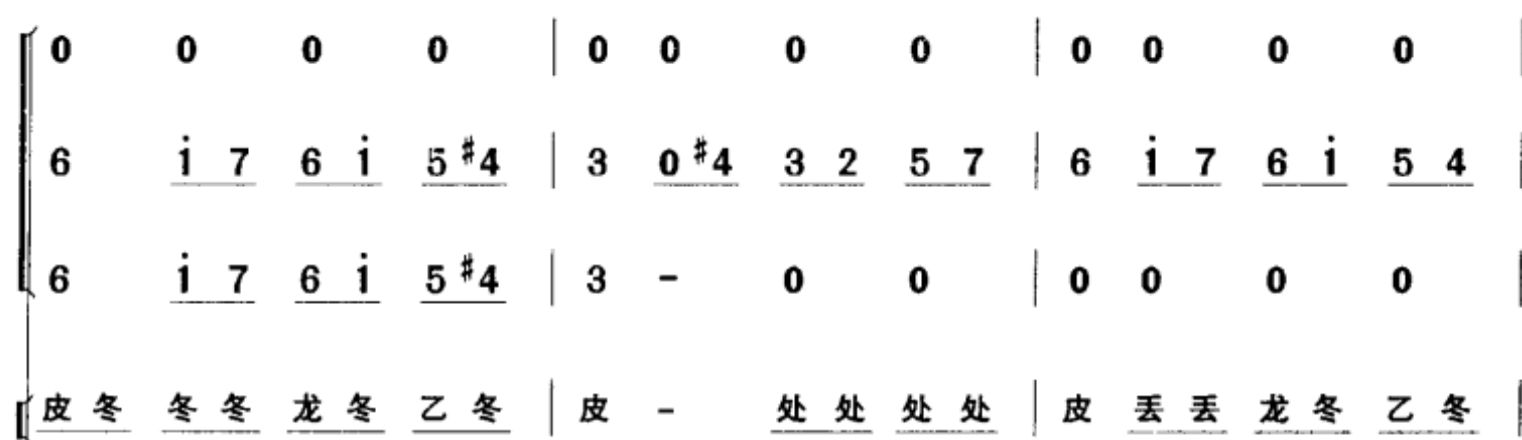 0 0 0 0 | 0 0 0 0 | 0 0 0 0 |
6 i̇ 7 6 i̇ 5 #4 | 3 0 #4 3 2 5 7 | 6 i̇ 7 6 i̇ 5 4 |
6 i̇ 7 6 i̇ 5 #4 | 3 - 0 0 | 0 0 0 0 |
皮 冬 冬 冬 龙 冬 乙 冬 | 皮 - 处 处 处 处 | 皮 丢 丢 龙 冬 乙 冬 |